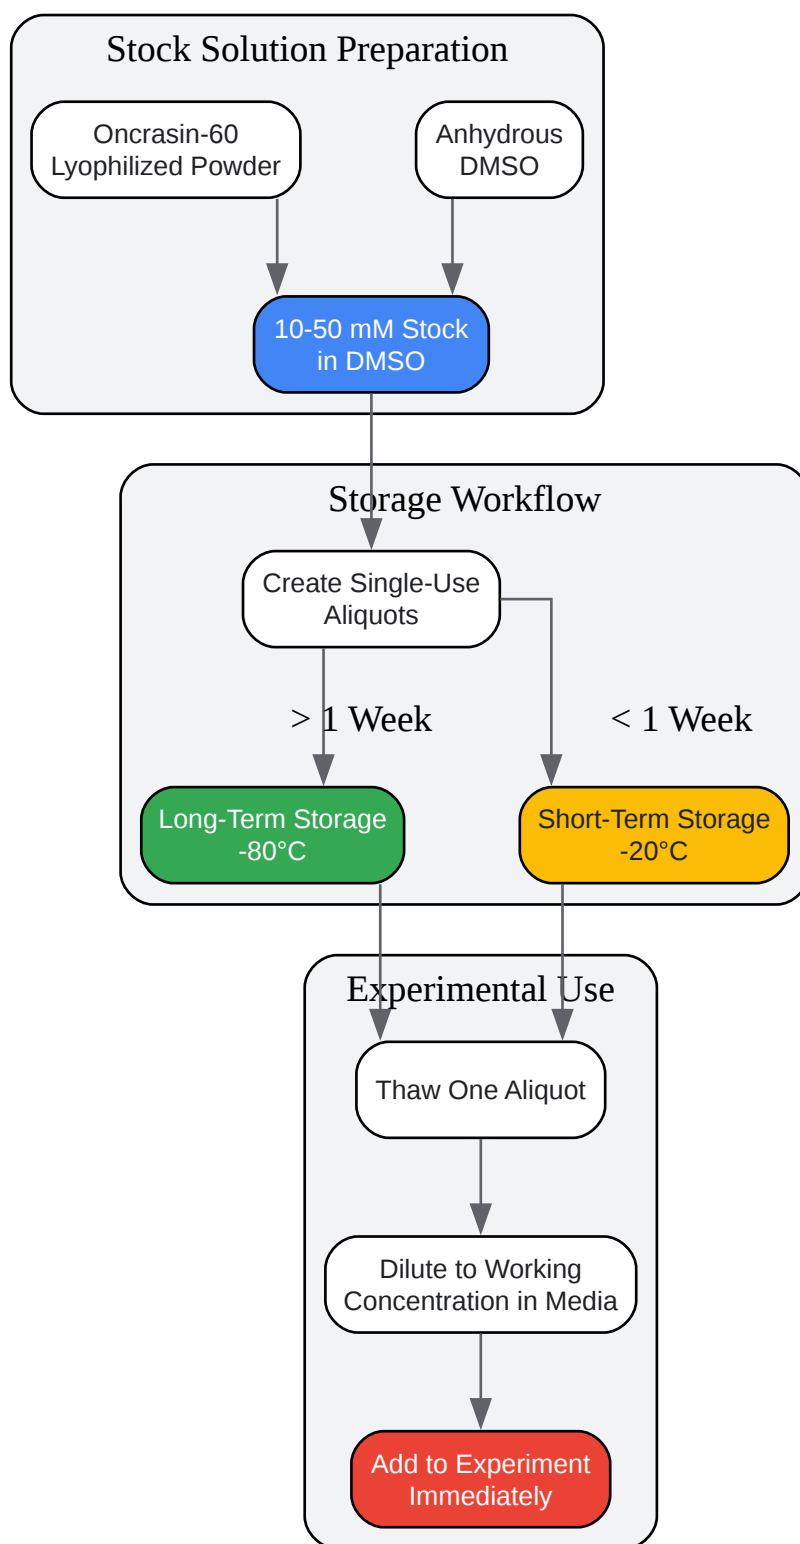 Stock Solution Preparation
Oncrasin-60
Lyophilized Powder
Anhydrous
DMSO
10-50 mM Stock
in DMSO
Storage Workflow
Create Single-Use
Aliquots
> 1 Week
< 1 Week
Long-Term Storage
-80°C
Short-Term Storage
-20°C
Experimental Use
Thaw One Aliquot
Dilute to Working
Concentration in Media
Add to Experiment
Immediately